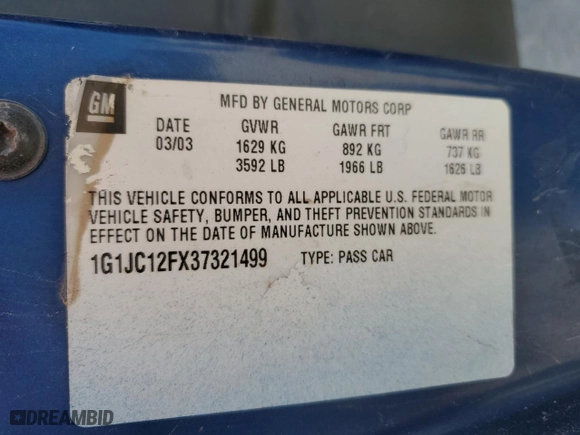 GM
MFD BY GENERAL MOTORS CORP
DATE GVWR GAWR FRT GAWR RR
03/03 1629 KG 892 KG 737 KG
3592 LB 1966 LB 1626 LB
THIS VEHICLE CONFORMS TO ALL APPLICABLE U.S. FEDERAL MOTOR
VEHICLE SAFETY, BUMPER, AND THEFT PREVENTION STANDARDS IN
EFFECT ON THE DATE OF MANUFACTURE SHOWN ABOVE.
1G1JC12FX37321499 TYPE: PASS CAR
DREAMBID